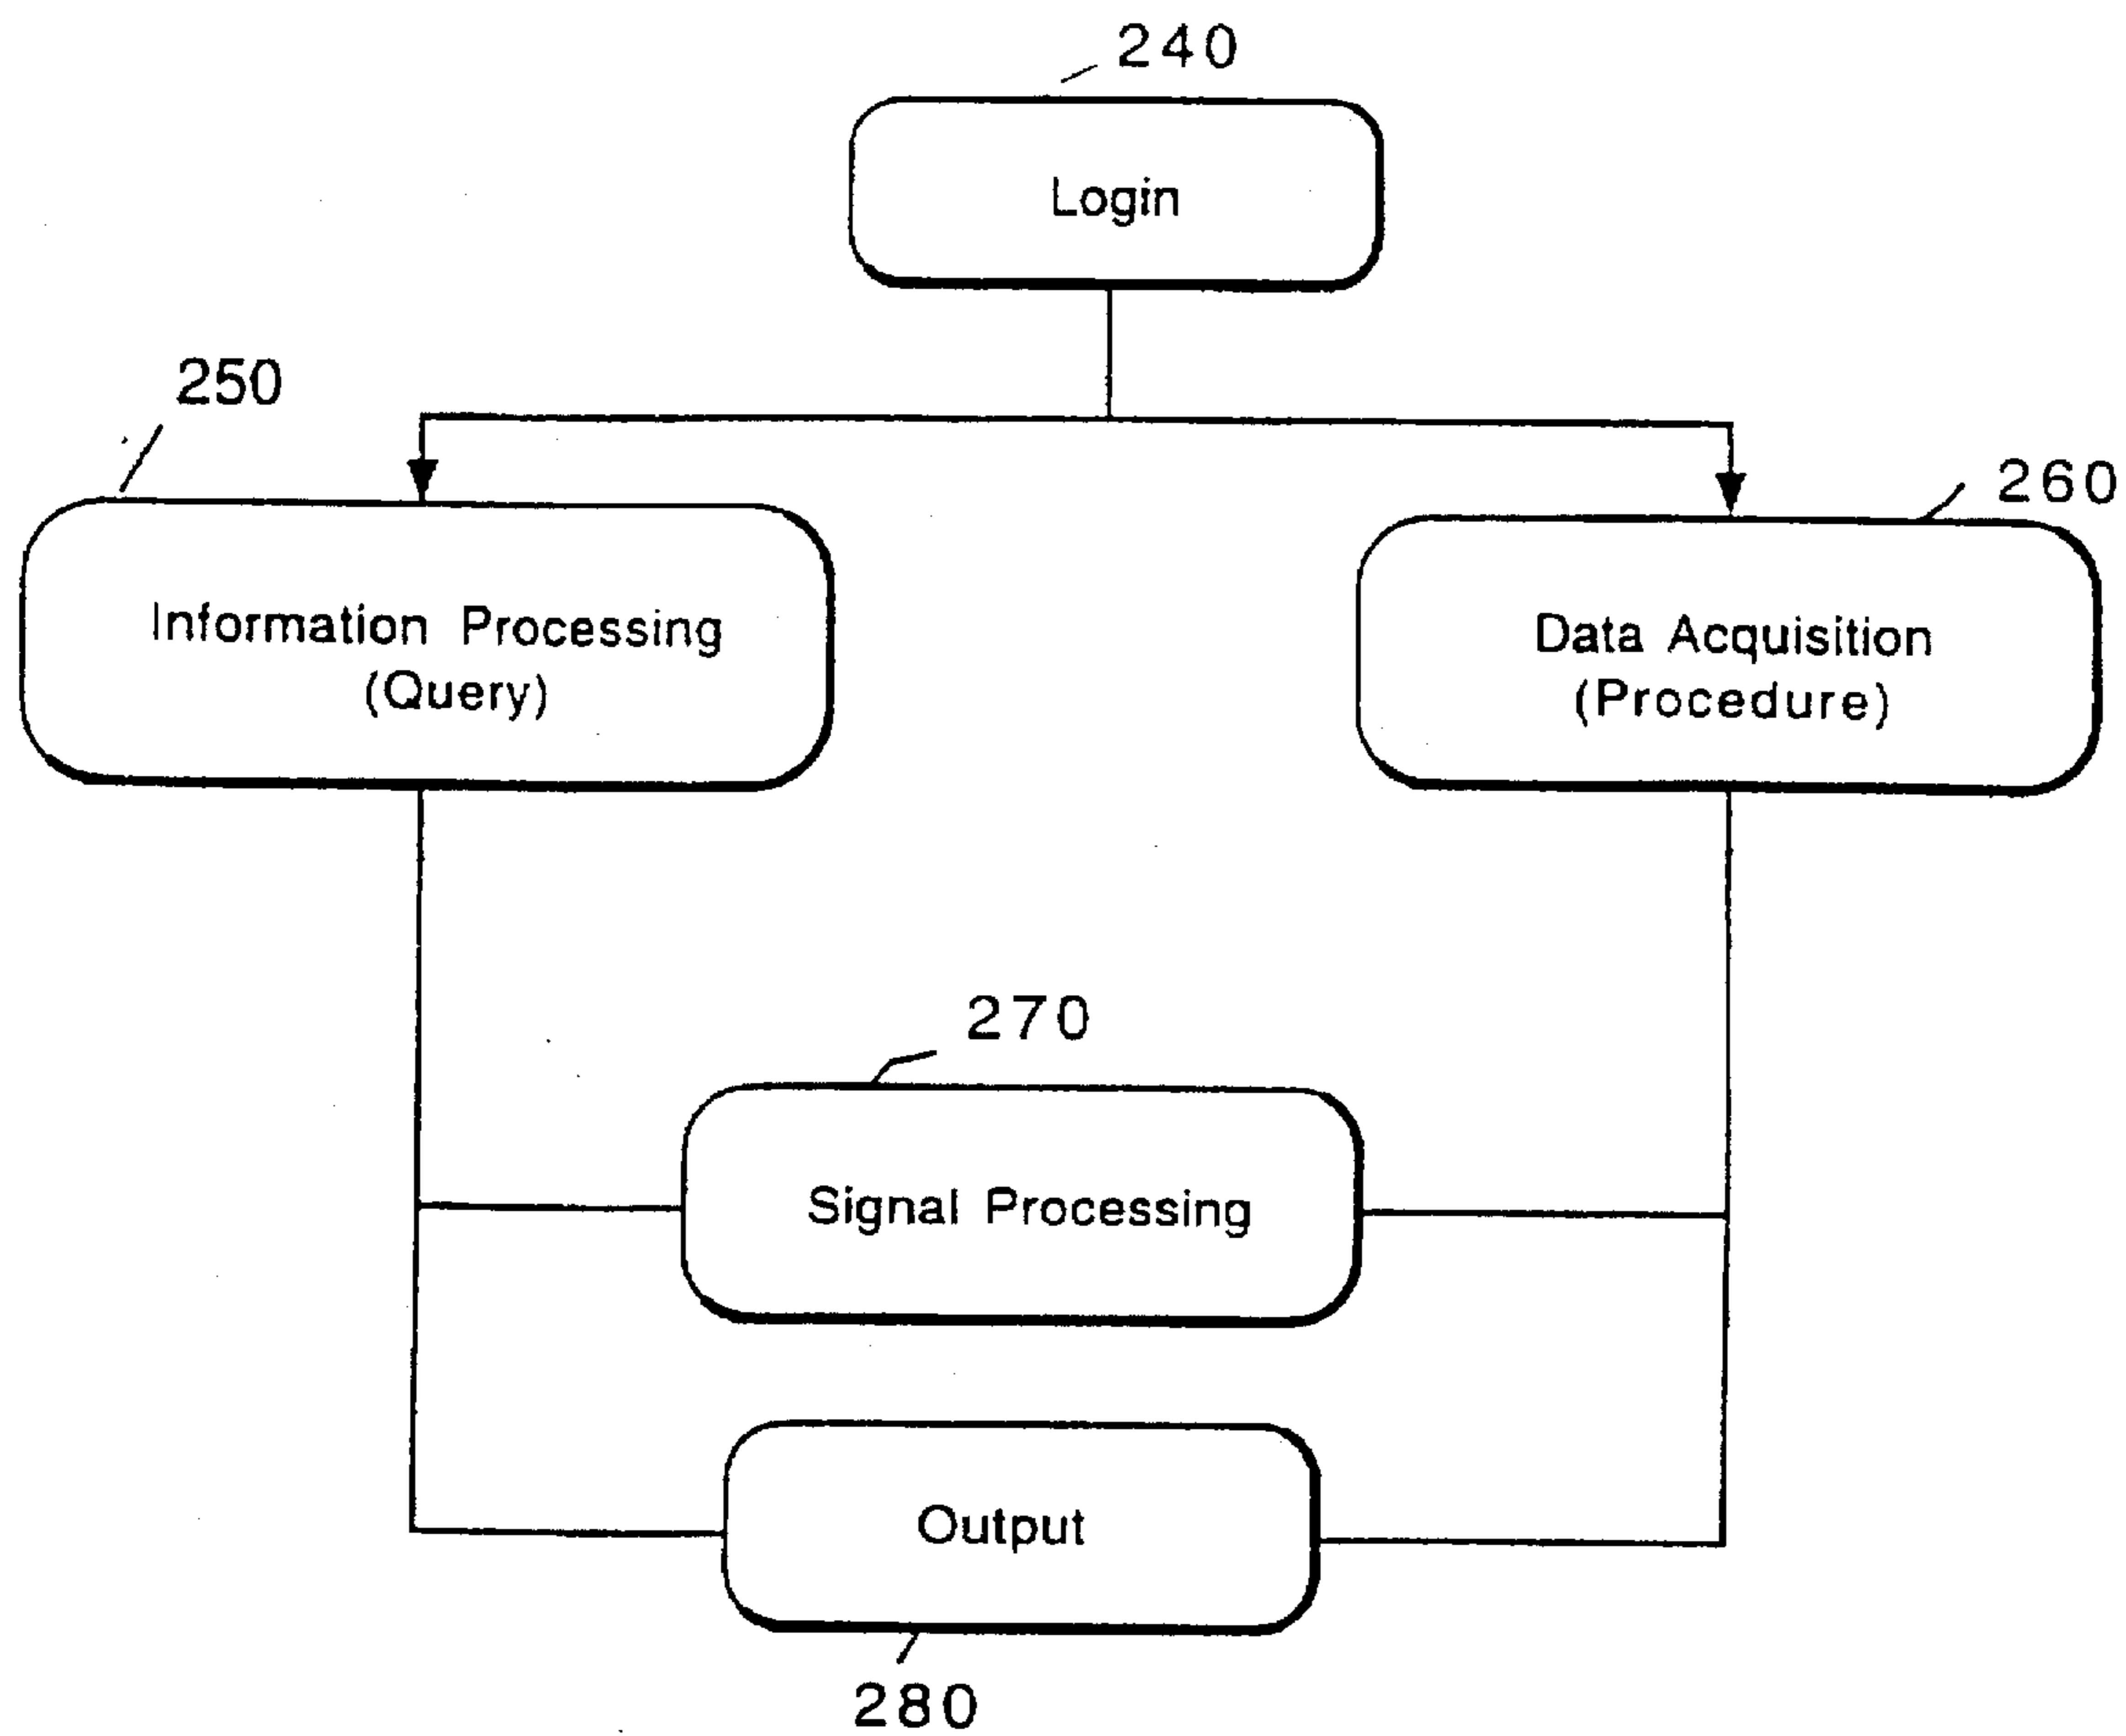 240
Login
250
260
Information Processing
(Query)
Data Acquisition
(Procedure)
270
Signal Processing
Output
280